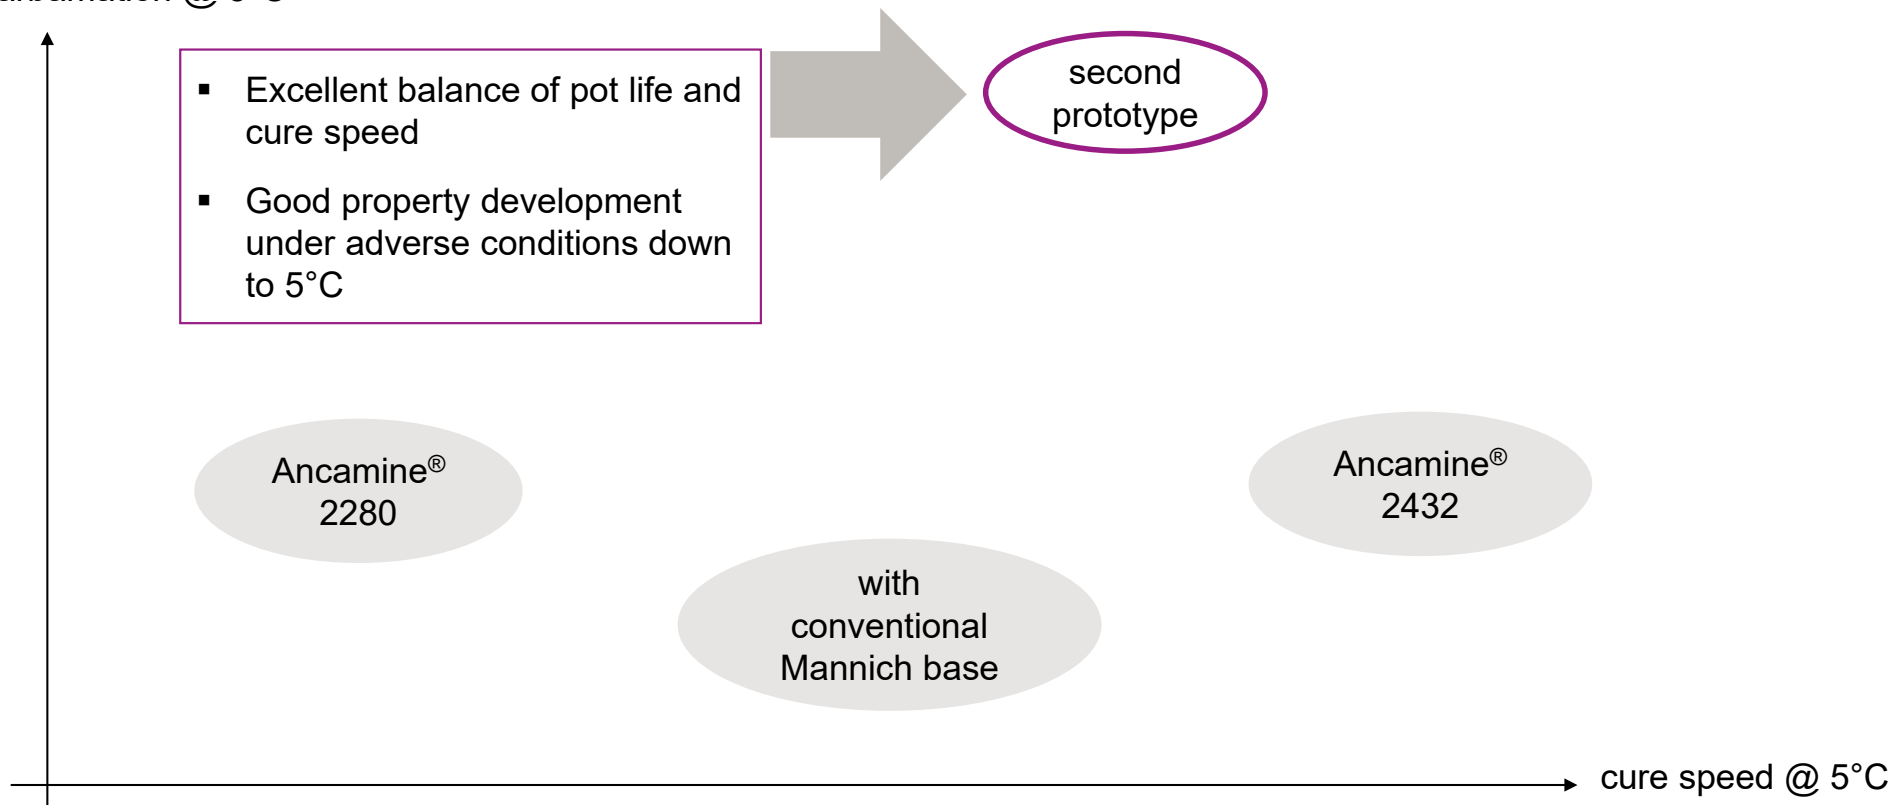 ▪ Excellent balance of pot life and
cure speed
▪ Good property development
under adverse conditions down
to 5°C
second
prototype
Ancamine®
2280
Ancamine®
2432
with
conventional
Mannich base
cure speed @ 5°C